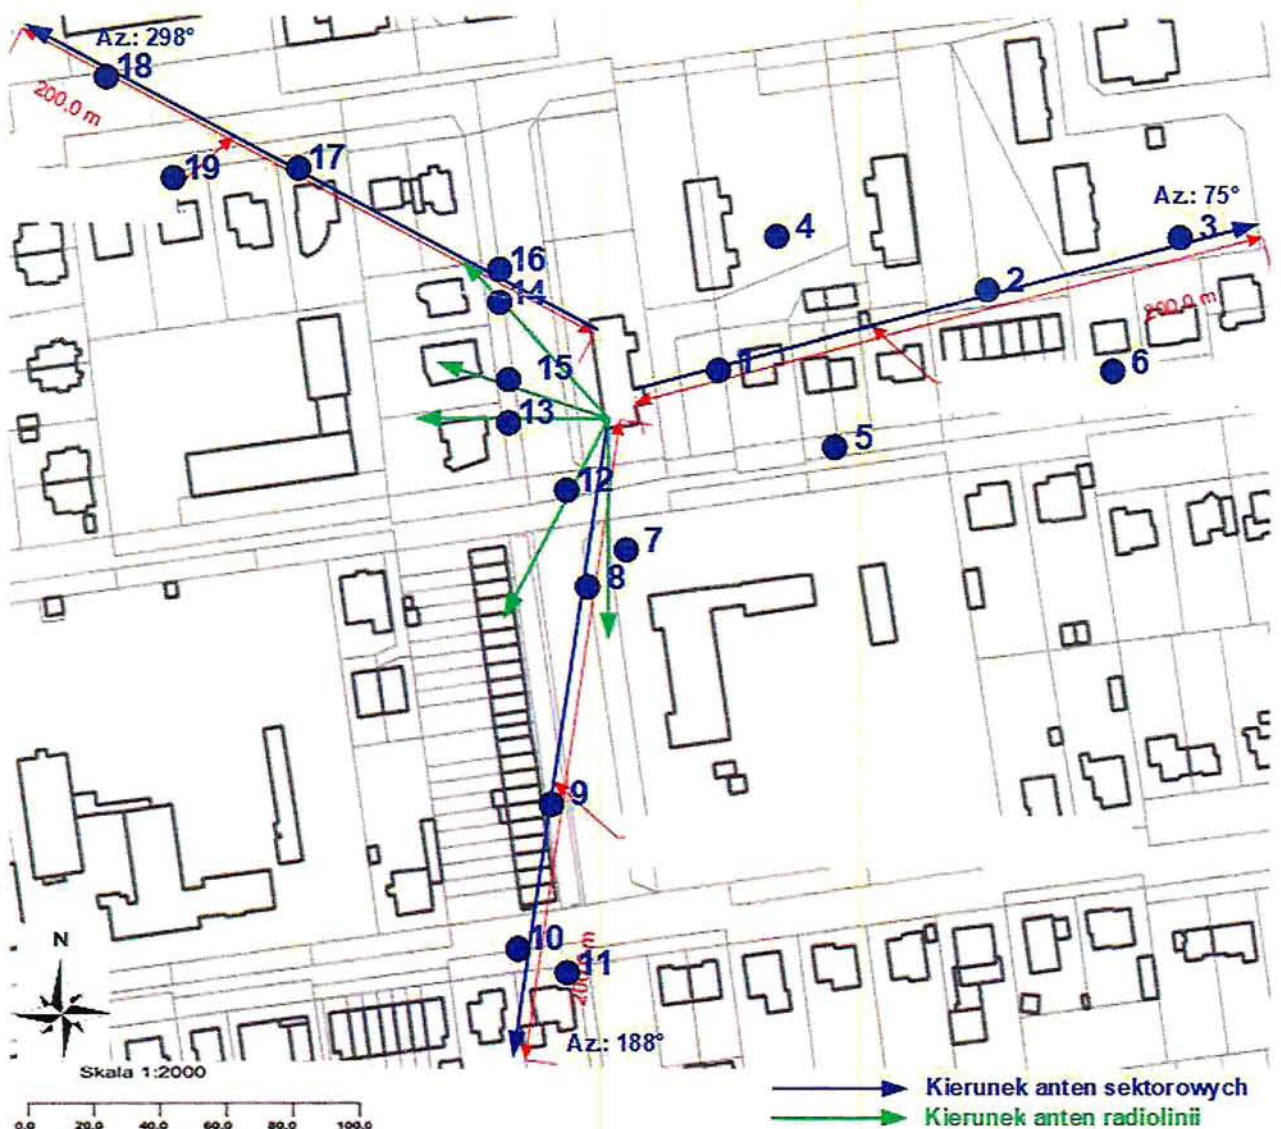 Az.: 298°
18
200.0 m
19
17
4
Az.: 75°
3
16
14
2
200.0 m
15
1
6
13
5
12
7
8
9
10
11
200.0 m
N
Az.: 188°
Skala 1:2000
0.0 20.0 40.0 60.0 80.0 100.0
Kierunek anten sektorowych
Kierunek anten radiolinii